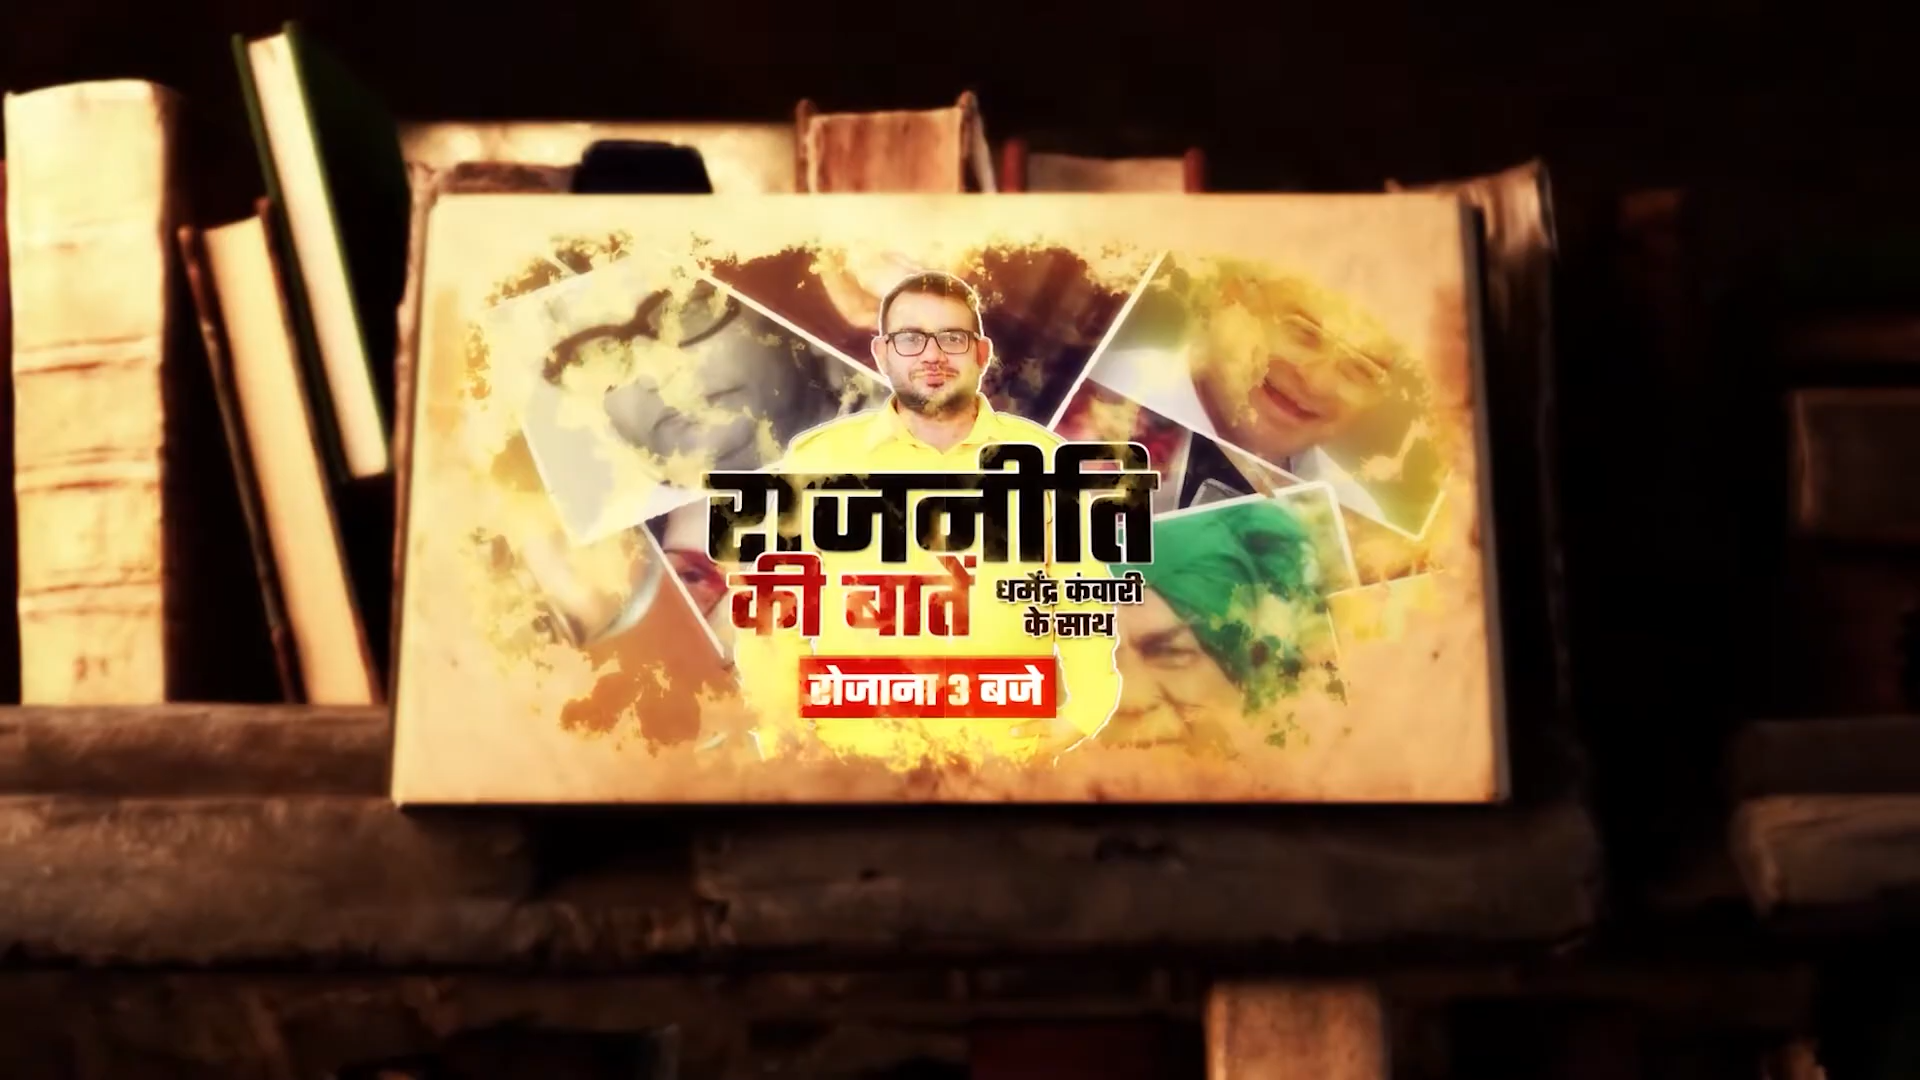 राजनीति
की बातें
धर्मेंद्र कंवारी
के साथ
रोजाना 3 बजे